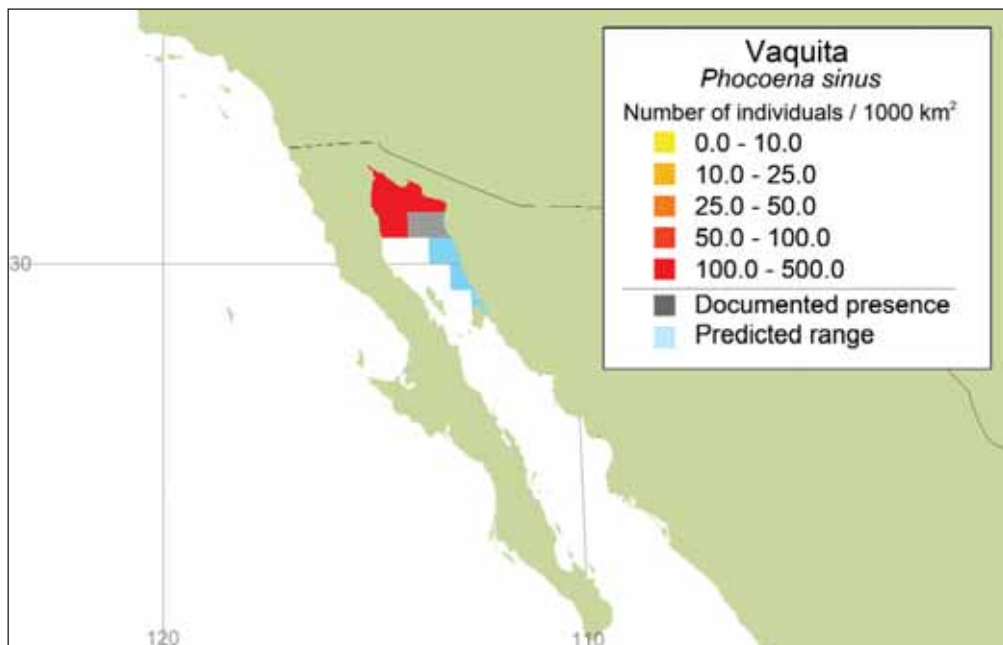 Vaquita
Phocoena sinus
Number of individuals / 1000 km²
0.0 - 10.0
10.0 - 25.0
25.0 - 50.0
50.0 - 100.0
100.0 - 500.0
Documented presence
Predicted range
30
120
110